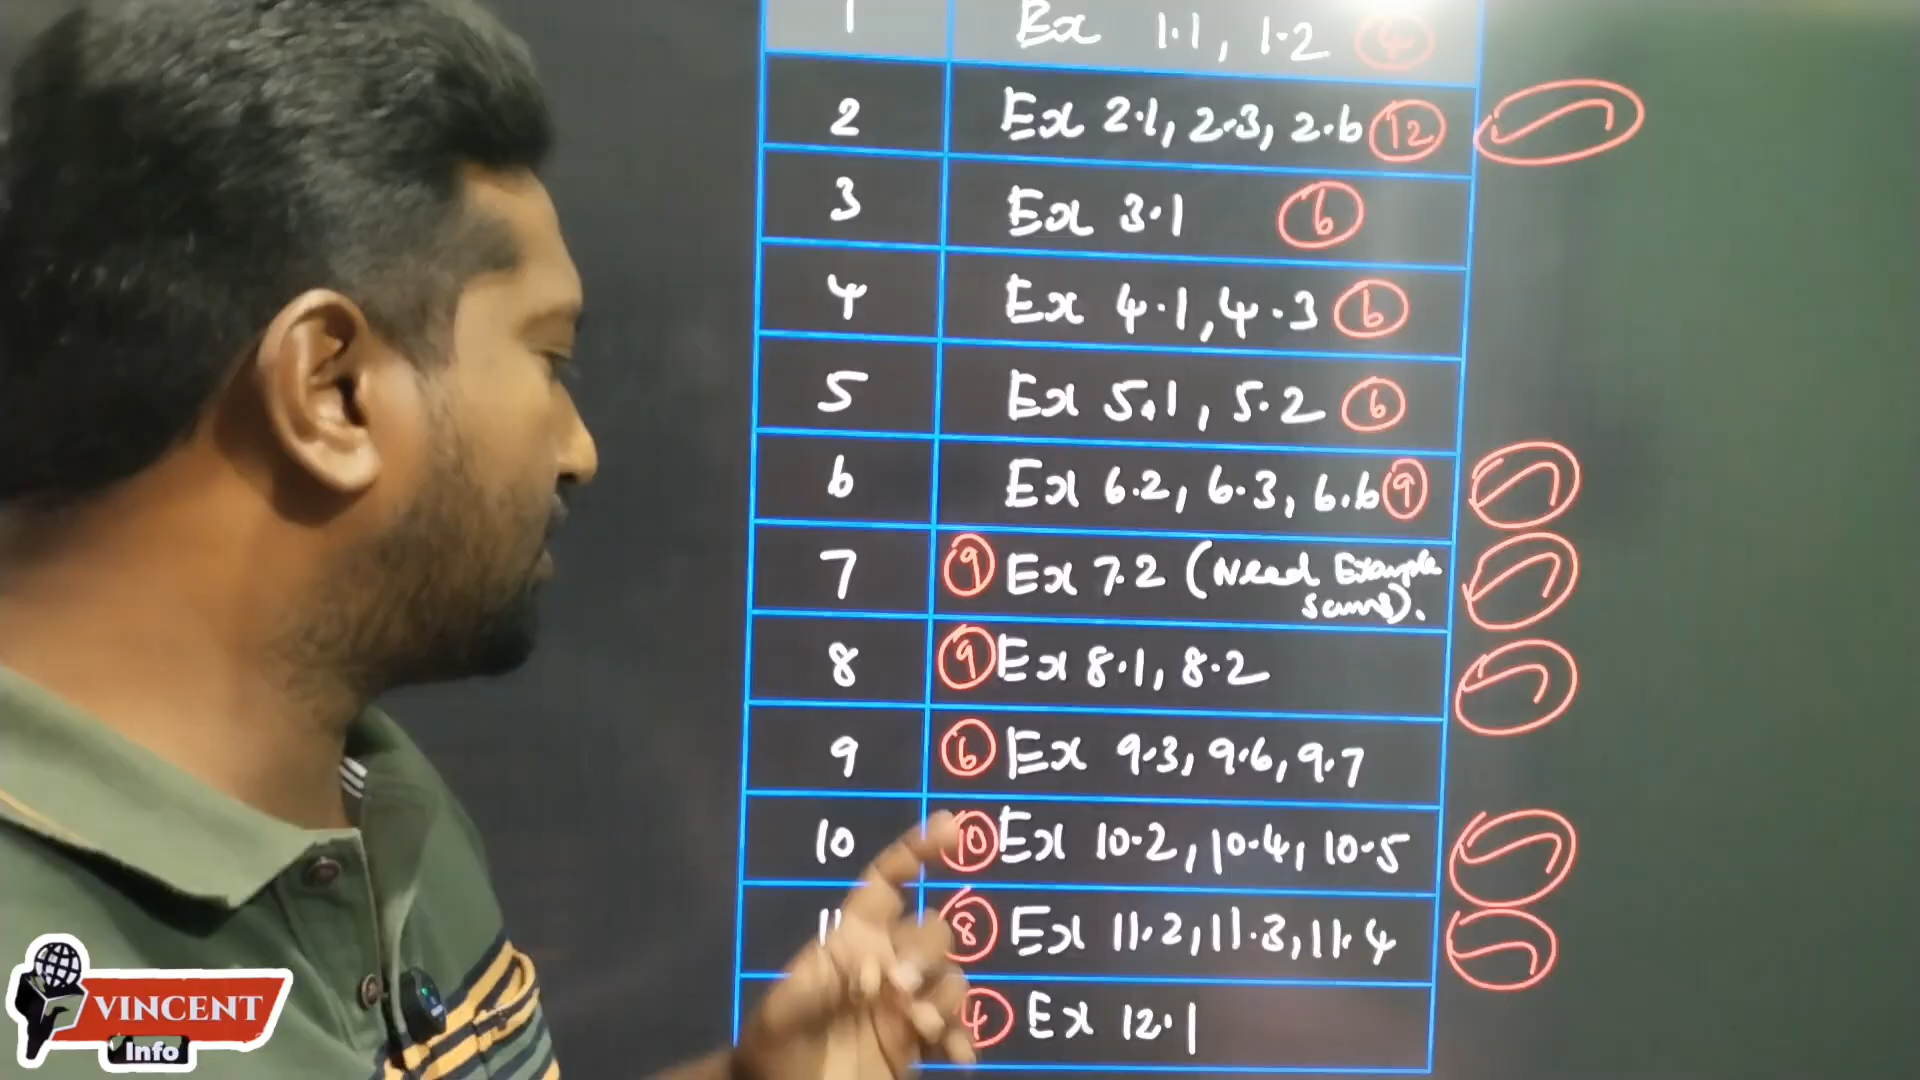 1 Ex 1.1, 1.2 4
2 Ex 2.1, 2.3, 2.6 12
3 Ex 3.1 6
4 Ex 4.1, 4.3 6
5 Ex 5.1, 5.2 6
6 Ex 6.2, 6.3, 6.6 9
7 9 Ex 7.2 (Need Example
sums).
8 9 Ex 8.1, 8.2
9 6 Ex 9.3, 9.6, 9.7
10 10 Ex 10.2, 10.4, 10.5
11 8 Ex 11.2, 11.3, 11.4
4 Ex 12.1
VINCENT
Info